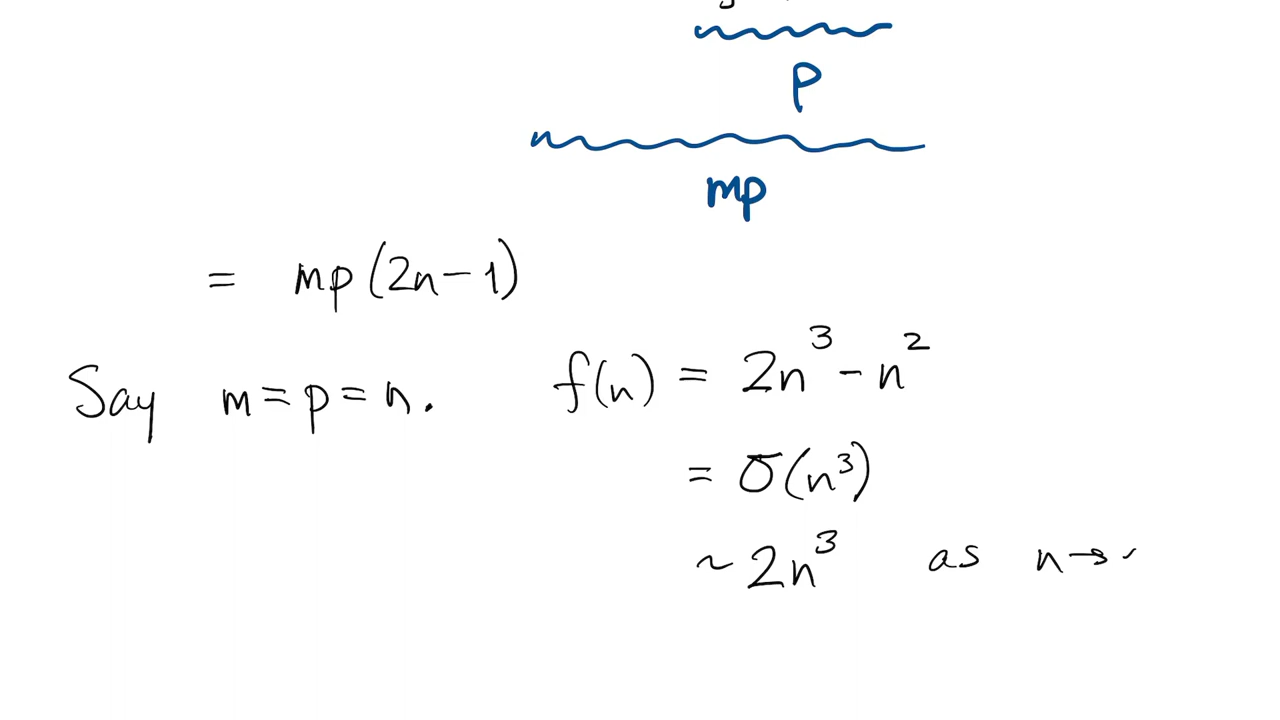 p
mp
= mp(2n-1)
Say m=p=n. f(n) = 2n³ - n²
= O(n³)
~ 2n³ as n→